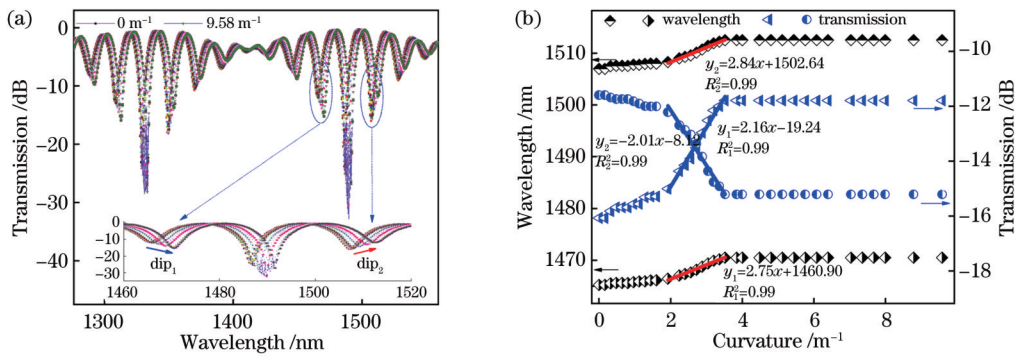 (a)
0 m⁻¹ 9.58 m⁻¹
0
−10
−20
−30
−40
Transmission /dB
0
−10
−20
−30
dip₁ dip₂
1460 1480 1500 1520
1300 1400 1500
Wavelength /nm
(b)
wavelength transmission
1510
1500
1490
1480
1470
Wavelength /nm
y₂=2.84x+1502.64
R₂²=0.99
y₂=−2.01x−8.12
R₂²=0.99
y₁=2.16x−19.24
R₁²=0.99
y₁=2.75x+1460.90
R₁²=0.99
−10
−12
−14
−16
−18
Transmission /dB
0 2 4 6 8
Curvature /m⁻¹